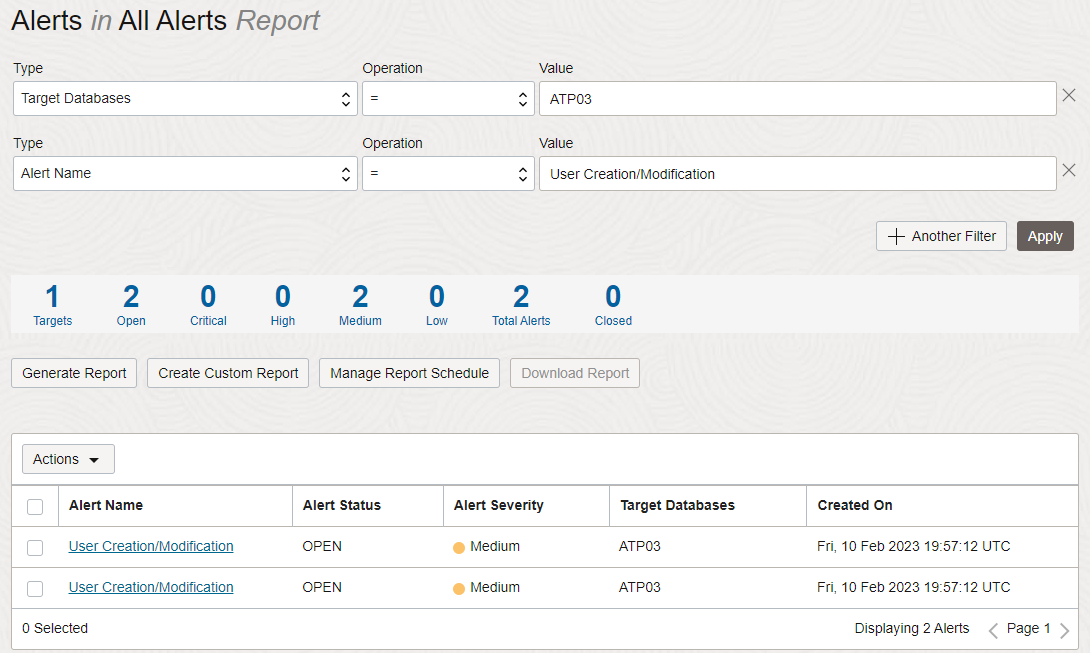 Alerts in All Alerts Report
Type Operation Value
Target Databases = ATP03
Type Operation Value
Alert Name = User Creation/Modification
Another Filter Apply
1 2 0 0 2 0 2 0
Targets Open Critical High Medium Low Total Alerts Closed
Generate Report Create Custom Report Manage Report Schedule Download Report
Actions
Alert Name Alert Status Alert Severity Target Databases Created On
User Creation/Modification OPEN Medium ATP03 Fri, 10 Feb 2023 19:57:12 UTC
User Creation/Modification OPEN Medium ATP03 Fri, 10 Feb 2023 19:57:12 UTC
0 Selected Displaying 2 Alerts Page 1